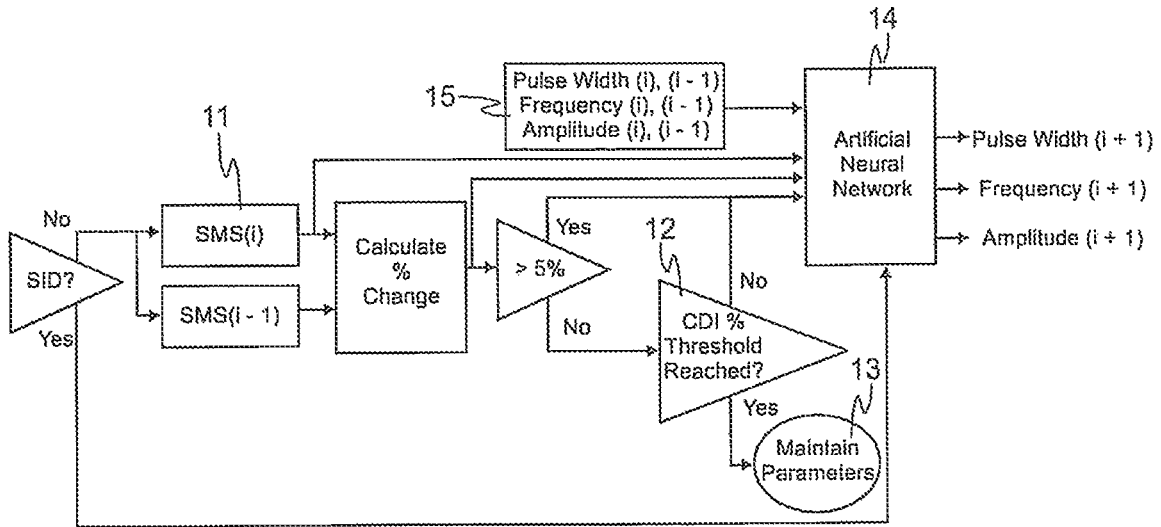 14
15
Pulse Width (i), (i - 1)
Frequency (i), (i - 1)
Amplitude (i), (i - 1)
11
Artificial
Neural
Network
Pulse Width (i + 1)
Frequency (i + 1)
Amplitude (i + 1)
No
SMS(i)
SID?
SMS(i - 1)
Yes
Calculate
%
Change
Yes
> 5%
No
12
No
CDI %
Threshold
Reached?
Yes
13
Maintain
Parameters